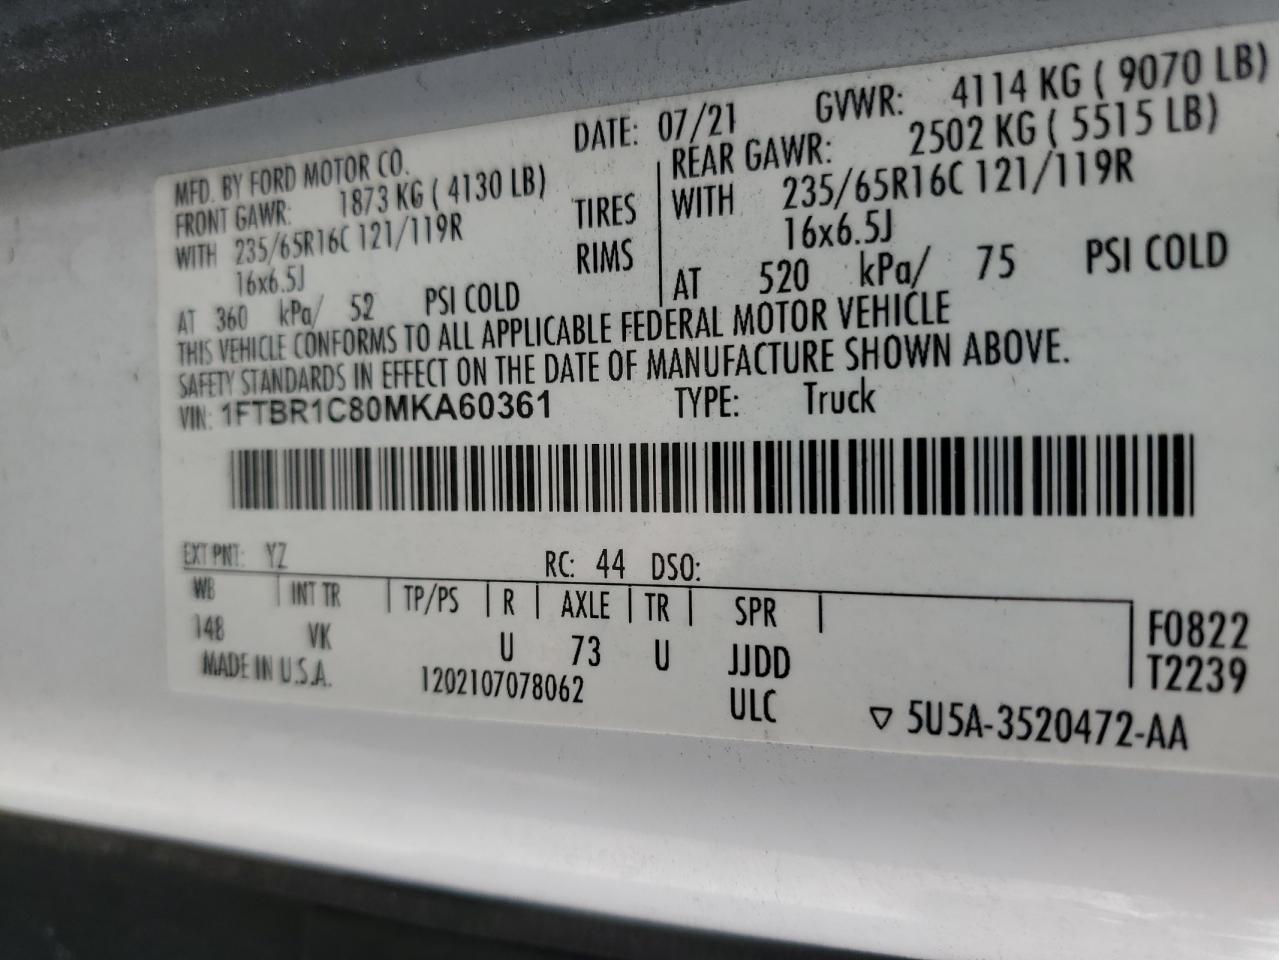 DATE: 07/21 GVWR: 4114 KG ( 9070 LB)
MFD. BY FORD MOTOR CO.
FRONT GAWR: 1873 KG ( 4130 LB) REAR GAWR: 2502 KG ( 5515 LB)
WITH 235/65R16C 121/119R TIRES WITH 235/65R16C 121/119R
16x6.5J RIMS 16x6.5J
AT 360 kPa/ 52 PSI COLD AT 520 kPa/ 75 PSI COLD
THIS VEHICLE CONFORMS TO ALL APPLICABLE FEDERAL MOTOR VEHICLE
SAFETY STANDARDS IN EFFECT ON THE DATE OF MANUFACTURE SHOWN ABOVE.
VIN: 1FTBR1C80MKA60361 TYPE: Truck
EXT PNT: YZ RC: 44 DSO:
WB INT TR TP/PS R AXLE TR SPR F0822
148 VK U 73 U JJDD T2239
MADE IN U.S.A. 1202107078062 ULC 5U5A-3520472-AA